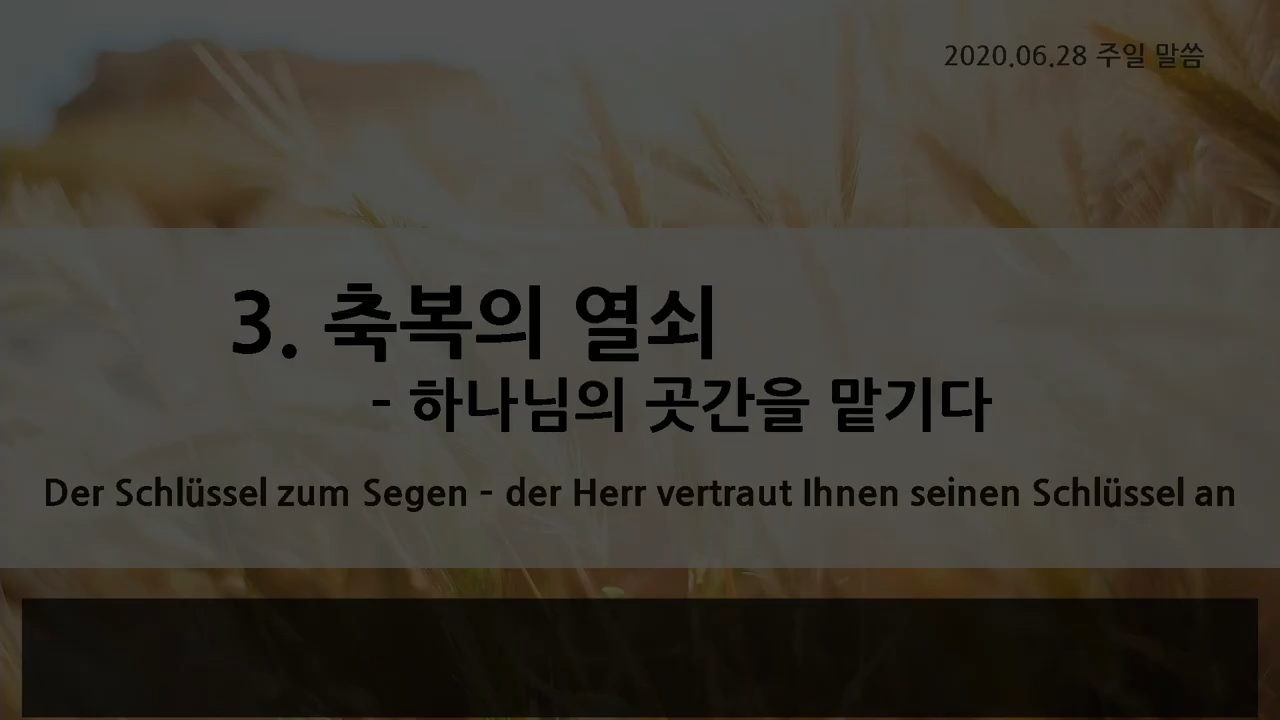 2020.06.28 주일 말씀
3. 축복의 열쇠
- 하나님의 곳간을 맡기다
Der Schlüssel zum Segen - der Herr vertraut Ihnen seinen Schlüssel an